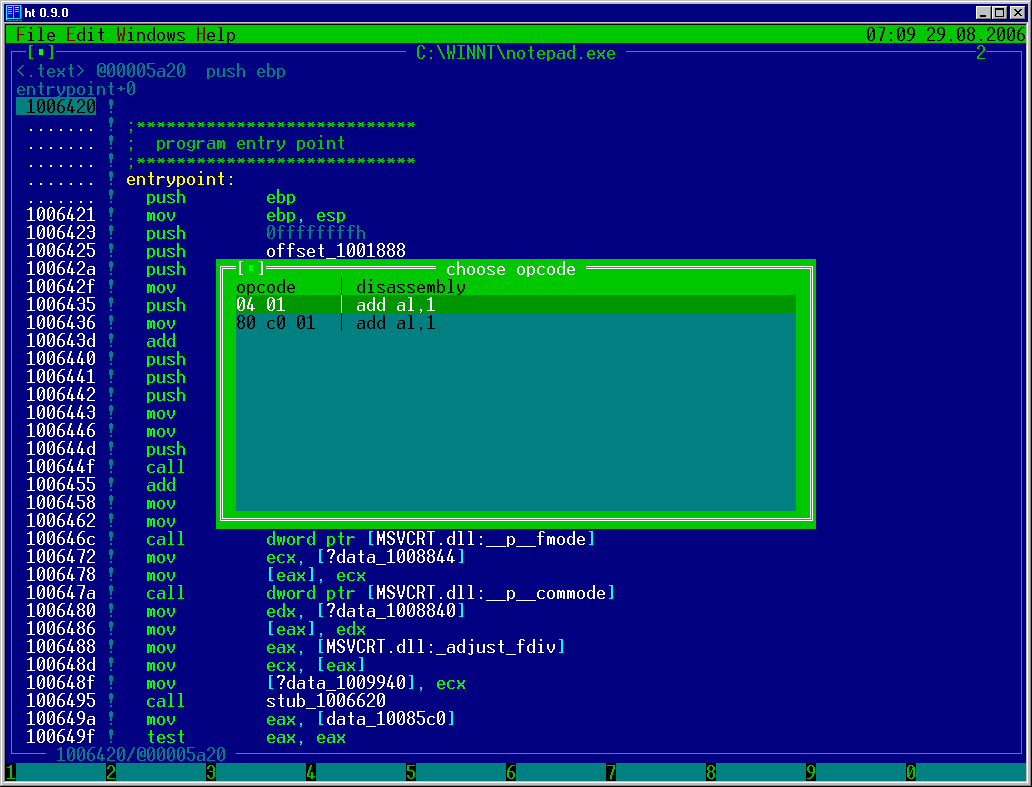 ht 0.9.0
File Edit Windows Help 07:09 29.08.2006
[▪] C:\WINNT\notepad.exe 2
<.text> @00005a20 push ebp
entrypoint+0
1006420 !
....... ! ;****************************
....... ! ; program entry point
....... ! ;****************************
....... ! entrypoint:
....... ! push ebp
1006421 ! mov ebp, esp
1006423 ! push 0ffffffffh
1006425 ! push offset_1001888
100642a ! push
100642f ! mov
1006435 ! push
1006436 ! mov
100643d ! add
1006440 ! push
1006441 ! push
1006442 ! push
1006443 ! mov
1006446 ! mov
100644d ! push
100644f ! call
1006455 ! add
1006458 ! mov
1006462 ! mov
[▪] choose opcode
opcode | disassembly
04 01 | add al,1
80 c0 01 | add al,1
100646c ! call dword ptr [MSVCRT.dll:__p__fmode]
1006472 ! mov ecx, [?data_1008844]
1006478 ! mov [eax], ecx
100647a ! call dword ptr [MSVCRT.dll:__p__commode]
1006480 ! mov edx, [?data_1008840]
1006486 ! mov [eax], edx
1006488 ! mov eax, [MSVCRT.dll:_adjust_fdiv]
100648d ! mov ecx, [eax]
100648f ! mov [?data_1009940], ecx
1006495 ! call stub_1006620
100649a ! mov eax, [data_10085c0]
100649f ! test eax, eax
1006420/@00005a20
1 2 3 4 5 6 7 8 9 0